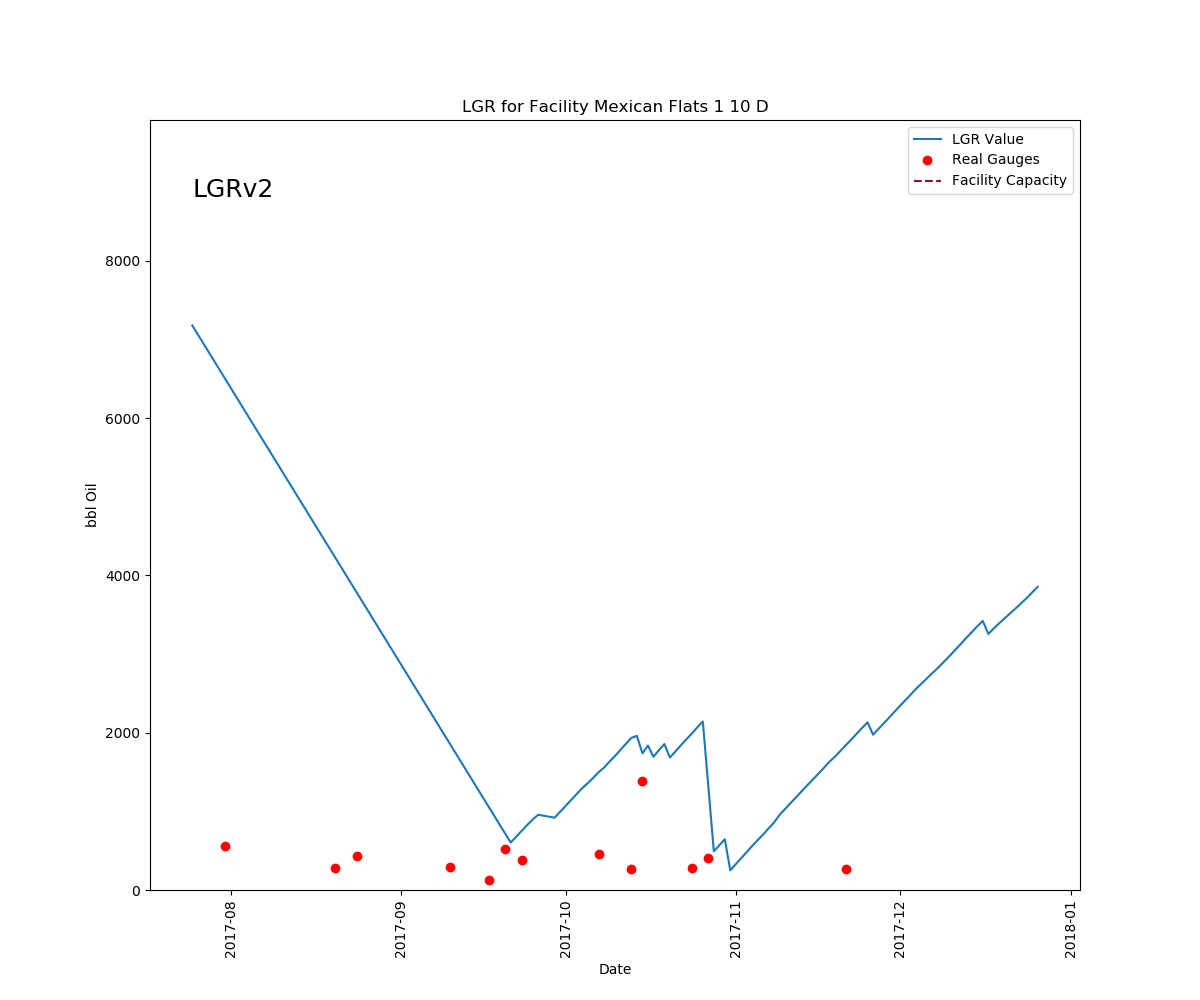 LGR for Facility Mexican Flats 1 10 D
LGR Value
Real Gauges
Facility Capacity
LGRv2
8000
6000
4000
2000
0
bbl Oil
2017-08
2017-09
2017-10
2017-11
2017-12
2018-01
Date